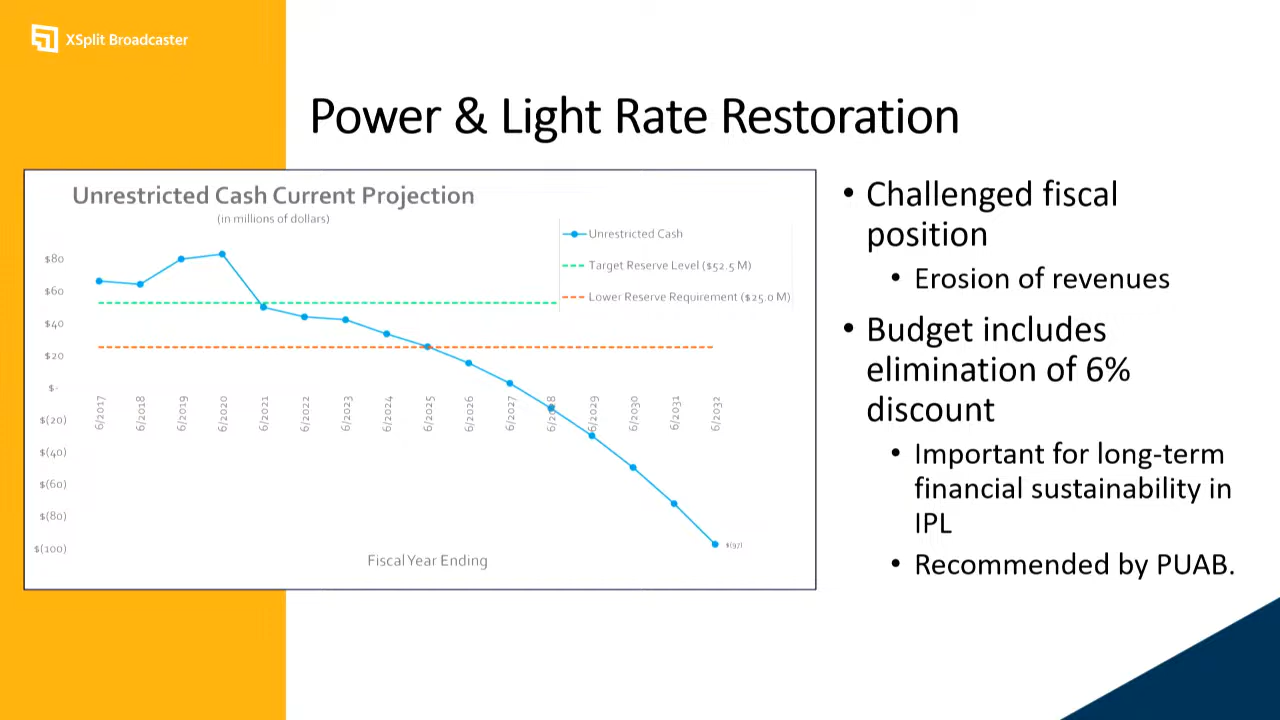 XSplit Broadcaster
Power & Light Rate Restoration
Unrestricted Cash Current Projection
(in millions of dollars)
Unrestricted Cash
Target Reserve Level ($52.5 M)
Lower Reserve Requirement ($25.0 M)
$80
$60
$40
$20
$-
$(20)
$(40)
$(60)
$(80)
$(100)
6/2017
6/2018
6/2019
6/2020
6/2021
6/2022
6/2023
6/2024
6/2025
6/2026
6/2027
6/2028
6/2029
6/2030
6/2031
6/2032
$(97)
Fiscal Year Ending
• Challenged fiscal
position
• Erosion of revenues
• Budget includes
elimination of 6%
discount
• Important for long-term
financial sustainability in
IPL
• Recommended by PUAB.